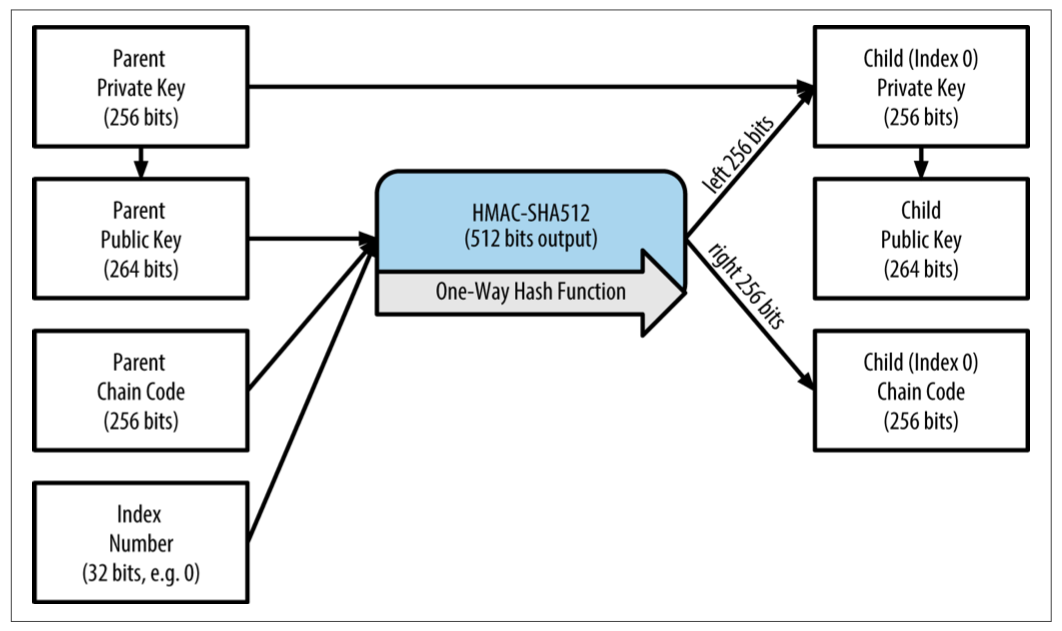 Parent
Private Key
(256 bits)
Parent
Public Key
(264 bits)
Parent
Chain Code
(256 bits)
Index
Number
(32 bits, e.g. 0)
HMAC-SHA512
(512 bits output)
One-Way Hash Function
left 256 bits
right 256 bits
Child (Index 0)
Private Key
(256 bits)
Child
Public Key
(264 bits)
Child (Index 0)
Chain Code
(256 bits)